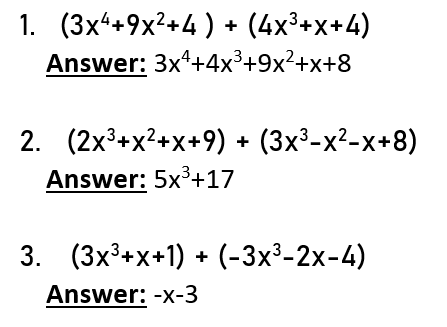 1. (3x⁴+9x²+4 ) + (4x³+x+4)
Answer: 3x⁴+4x³+9x²+x+8
2. (2x³+x²+x+9) + (3x³-x²-x+8)
Answer: 5x³+17
3. (3x³+x+1) + (-3x³-2x-4)
Answer: -x-3